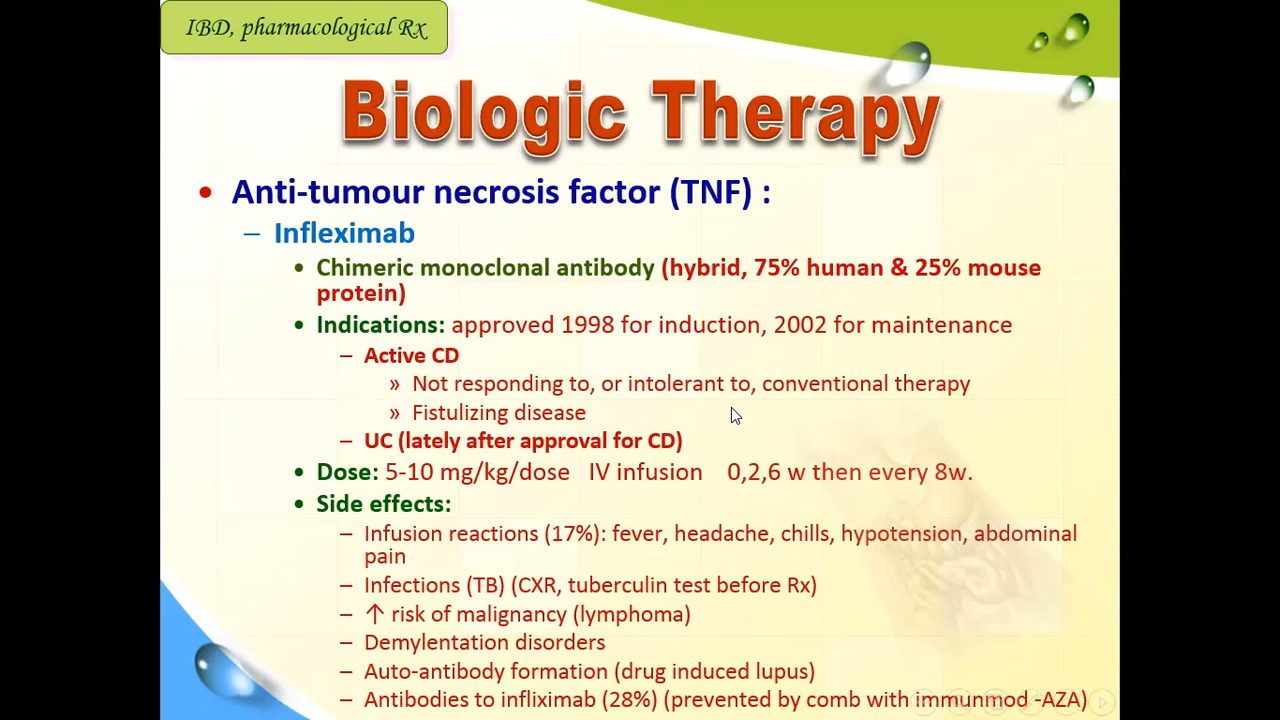 IBD, pharmacological Rx
Biologic Therapy
• Anti-tumour necrosis factor (TNF) :
– Infleximab
• Chimeric monoclonal antibody (hybrid, 75% human & 25% mouse
protein)
• Indications: approved 1998 for induction, 2002 for maintenance
– Active CD
» Not responding to, or intolerant to, conventional therapy
» Fistulizing disease
– UC (lately after approval for CD)
• Dose: 5-10 mg/kg/dose IV infusion 0,2,6 w then every 8w.
• Side effects:
– Infusion reactions (17%): fever, headache, chills, hypotension, abdominal
pain
– Infections (TB) (CXR, tuberculin test before Rx)
– ↑ risk of malignancy (lymphoma)
– Demylentation disorders
– Auto-antibody formation (drug induced lupus)
– Antibodies to infliximab (28%) (prevented by comb with immunmod -AZA)